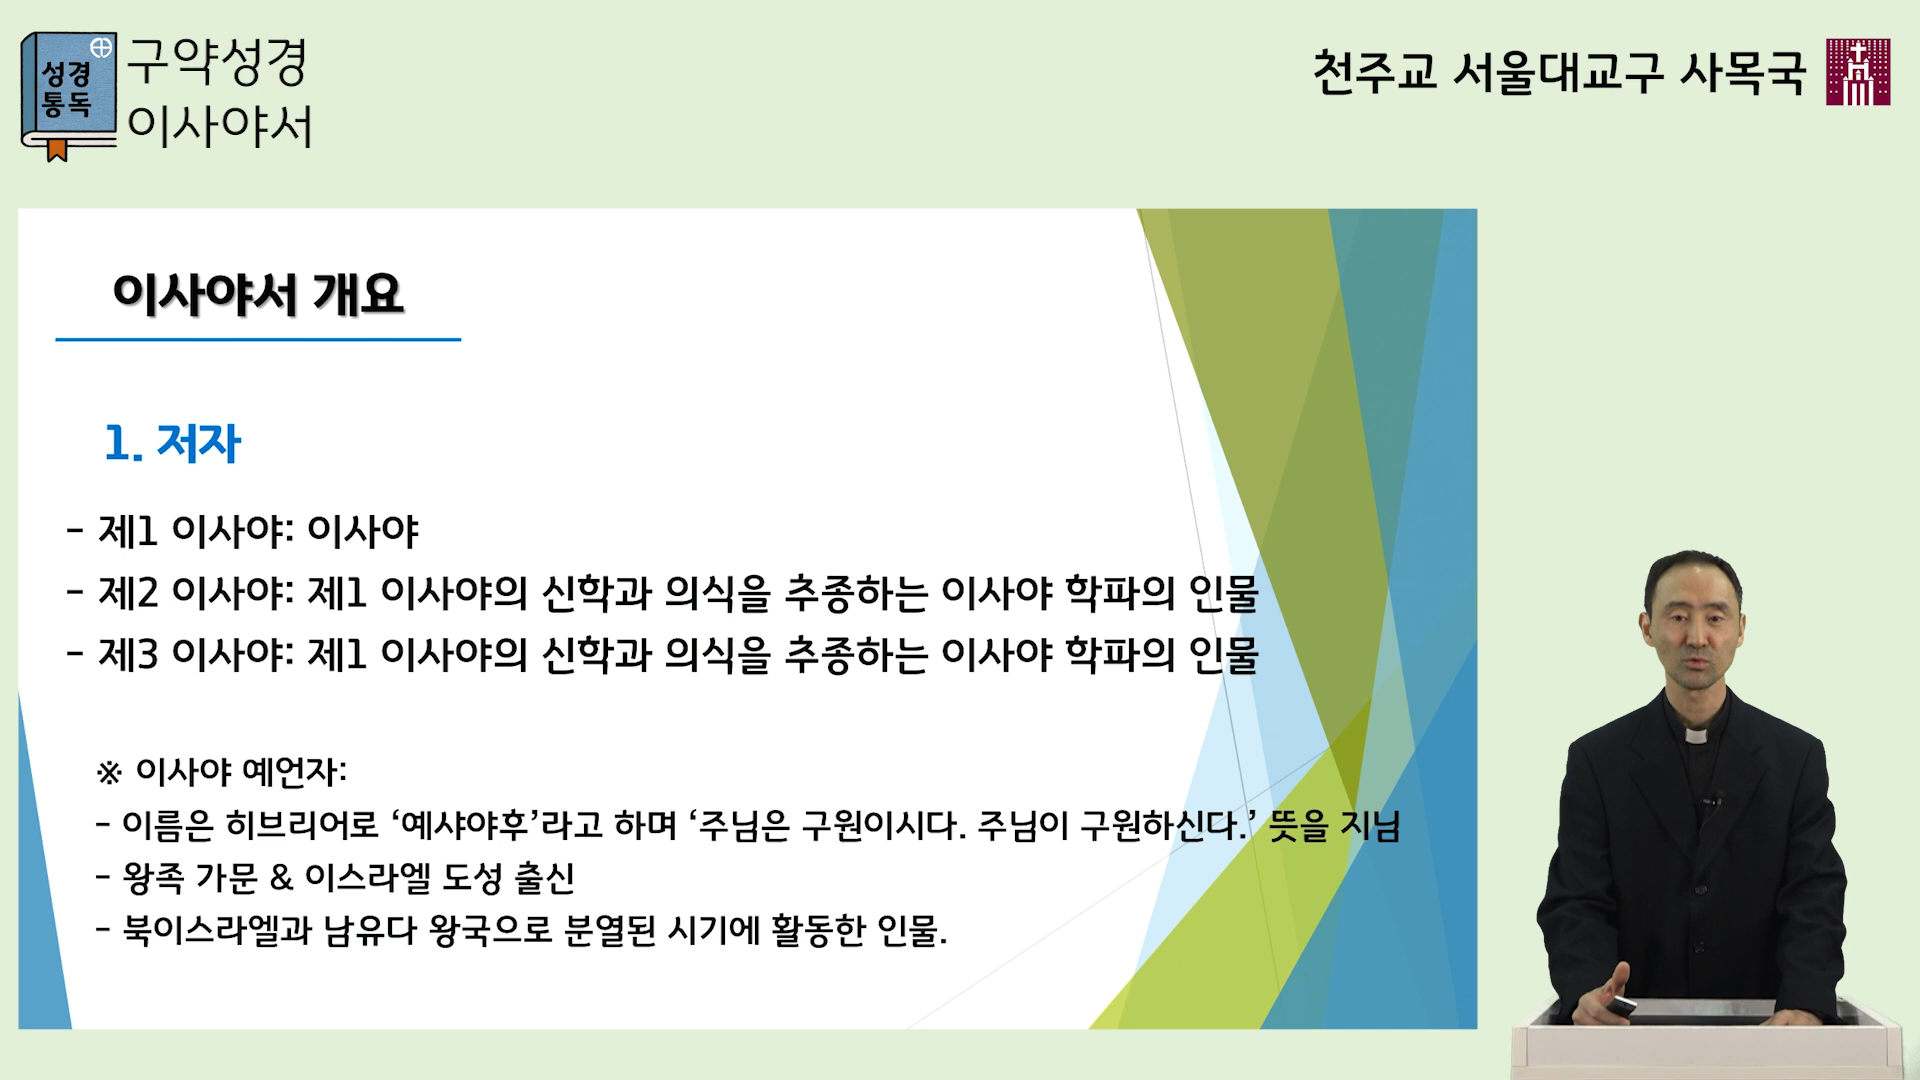 성경
통독
구약성경
이사야서
천주교 서울대교구 사목국
이사야서 개요
1. 저자
- 제1 이사야: 이사야
- 제2 이사야: 제1 이사야의 신학과 의식을 추종하는 이사야 학파의 인물
- 제3 이사야: 제1 이사야의 신학과 의식을 추종하는 이사야 학파의 인물
※ 이사야 예언자:
- 이름은 히브리어로 ‘예샤야후’라고 하며 ‘주님은 구원이시다. 주님이 구원하신다.’ 뜻을 지님
- 왕족 가문 & 이스라엘 도성 출신
- 북이스라엘과 남유다 왕국으로 분열된 시기에 활동한 인물.